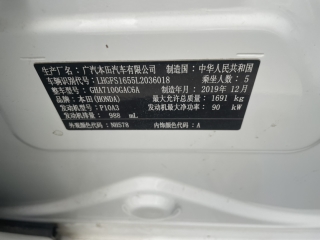 生产厂名: 广汽本田汽车有限公司 制造国: 中华人民共和国
车辆识别代号: LHGFS1655L2036018 乘坐人数: 5
整车型号: GHA7100GAC6A 制造年月: 2019年12月
品牌: 本田(HONDA) 最大允许总质量: 1691 kg
发动机型号: P10A3 发动机最大净功率: 90 kW
发动机排量: 988 mL
外观颜色代号: NH578 内饰颜色代号: A